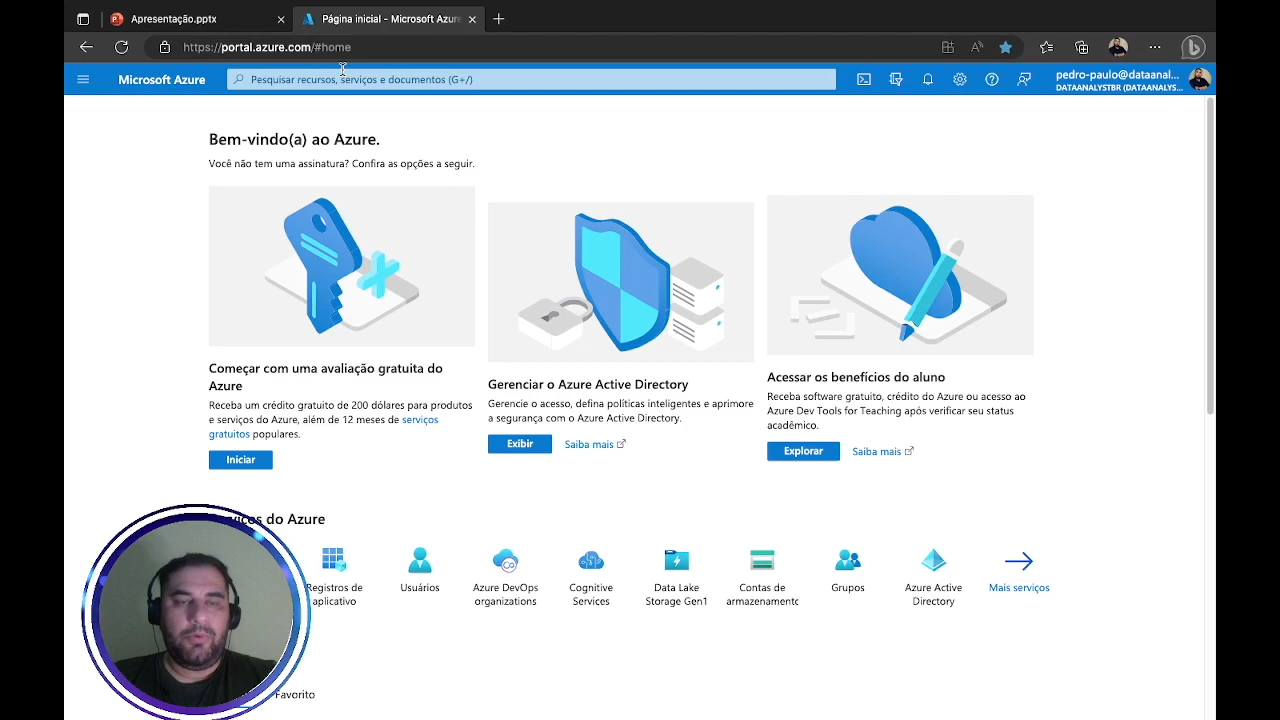 Apresentação.pptx
Página inicial - Microsoft Azure
https://portal.azure.com/#home
Microsoft Azure
Pesquisar recursos, serviços e documentos (G+/)
pedro-paulo@dataanal...
DATAANALYSTBR (DATAANALYS...
Bem-vindo(a) ao Azure.
Você não tem uma assinatura? Confira as opções a seguir.
Começar com uma avaliação gratuita do
Azure
Receba um crédito gratuito de 200 dólares para produtos
e serviços do Azure, além de 12 meses de serviços
gratuitos populares.
Iniciar
Gerenciar o Azure Active Directory
Gerencie o acesso, defina políticas inteligentes e aprimore
a segurança com o Azure Active Directory.
Exibir
Saiba mais
Acessar os benefícios do aluno
Receba software gratuito, crédito do Azure ou acesso ao
Azure Dev Tools for Teaching após verificar seu status
acadêmico.
Explorar
Saiba mais
do Azure
Registros de
aplicativo
Usuários
Azure DevOps
organizations
Cognitive
Services
Data Lake
Storage Gen1
Contas de
armazenamento
Grupos
Azure Active
Directory
Mais serviços
Favorito